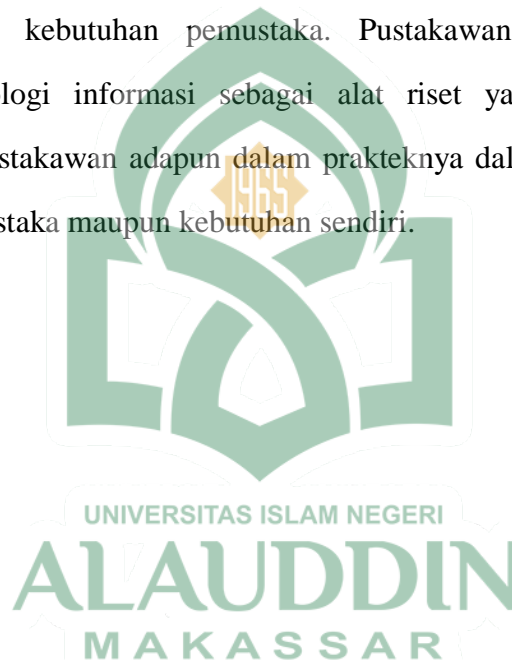 kebutuhan pemustaka. Pustakawan
ologi informasi sebagai alat riset ya
stakawan adapun dalam prakteknya dal
staka maupun kebutuhan sendiri.
1965
UNIVERSITAS ISLAM NEGERI
ALAUDDIN
MAKASSAR